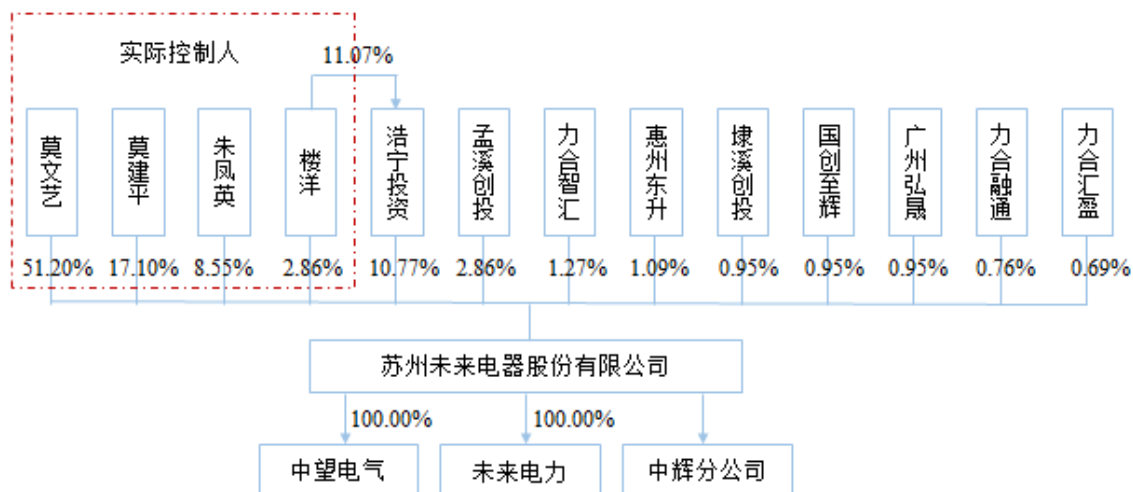 实际控制人
11.07%
莫文艺
莫建平
朱凤英
楼洋
浩宁投资
孟溪创投
力合智汇
惠州东升
埭溪创投
国创至辉
广州弘晟
力合融通
力合汇盈
51.20%
17.10%
8.55%
2.86%
10.77%
2.86%
1.27%
1.09%
0.95%
0.95%
0.95%
0.76%
0.69%
苏州未来电器股份有限公司
100.00%
100.00%
中望电气
未来电力
中辉分公司